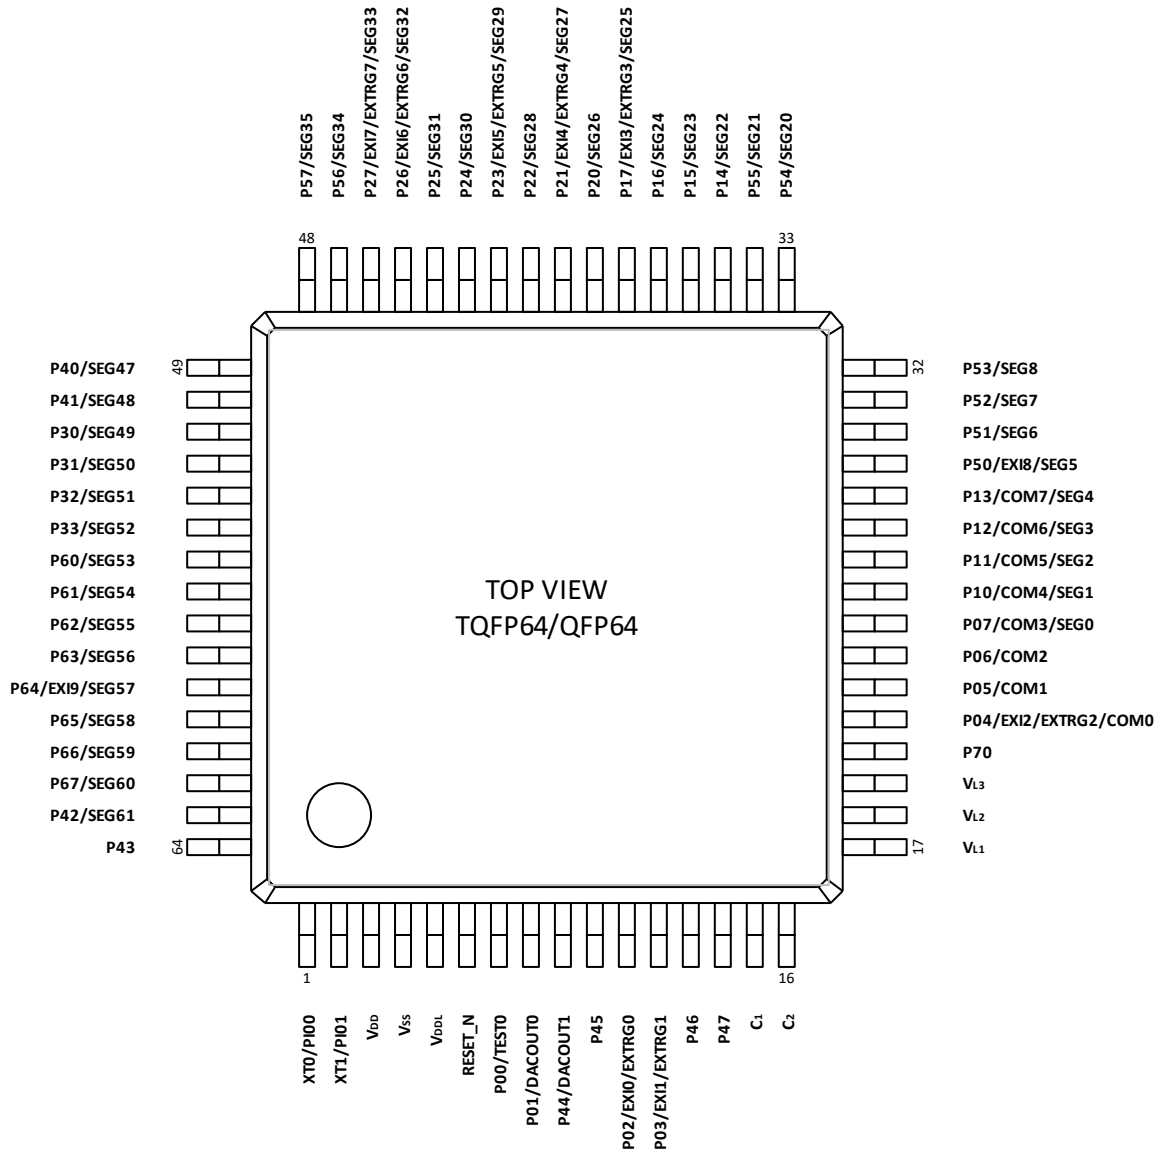 P57/SEG35
P56/SEG34
P27/EXI7/EXTRG7/SEG33
P26/EXI6/EXTRG6/SEG32
P25/SEG31
P24/SEG30
P23/EXI5/EXTRG5/SEG29
P22/SEG28
P21/EXI4/EXTRG4/SEG27
P20/SEG26
P17/EXI3/EXTRG3/SEG25
P16/SEG24
P15/SEG23
P14/SEG22
P55/SEG21
P54/SEG20
48
33
P40/SEG47
49
P41/SEG48
P30/SEG49
P31/SEG50
P32/SEG51
P33/SEG52
P60/SEG53
P61/SEG54
P62/SEG55
P63/SEG56
P64/EXI9/SEG57
P65/SEG58
P66/SEG59
P67/SEG60
P42/SEG61
P43
64
TOP VIEW
TQFP64/QFP64
32
P53/SEG8
P52/SEG7
P51/SEG6
P50/EXI8/SEG5
P13/COM7/SEG4
P12/COM6/SEG3
P11/COM5/SEG2
P10/COM4/SEG1
P07/COM3/SEG0
P06/COM2
P05/COM1
P04/EXI2/EXTRG2/COM0
P70
VL3
VL2
17
VL1
1
16
XT0/PI00
XT1/PI01
VDD
VSS
VDDL
RESET_N
P00/TEST0
P01/DACOUT0
P44/DACOUT1
P45
P02/EXI0/EXTRG0
P03/EXI1/EXTRG1
P46
P47
C1
C2